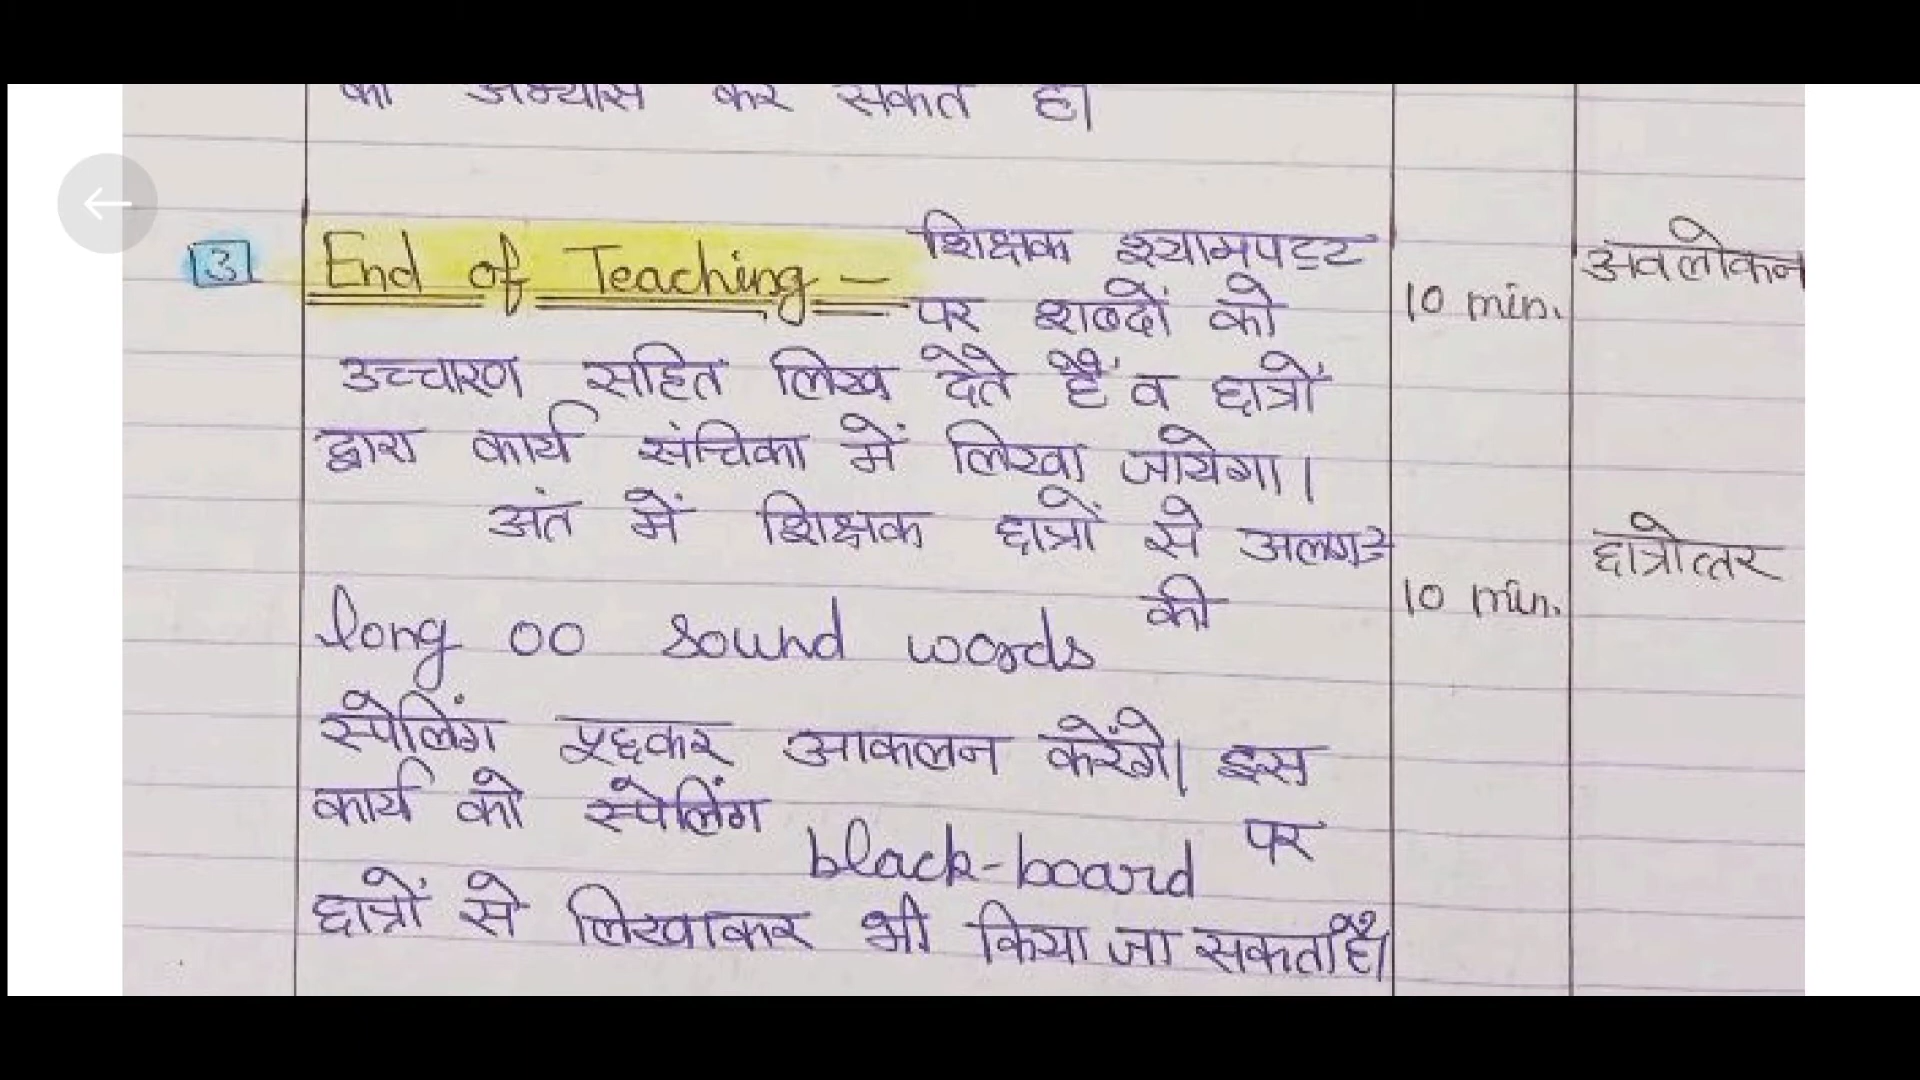 का अभ्यास कर सकते है।
3 End of Teaching – शिक्षक श्यामपट्ट
पर शब्दों को
10 min.
अवलोकन
उच्चारण सहित लिख देते हैं व छात्रों
द्वारा कार्य संचिका में लिखा जायेगा।
अंत में शिक्षक छात्रों से अलग-2
छात्रोत्तर
long oo sound words की
10 min.
स्पेलिंग पूछकर आकलन करेंगे। इस
कार्य को स्पेलिंग black-board पर
छात्रों से लिखाकर भी किया जा सकता है।